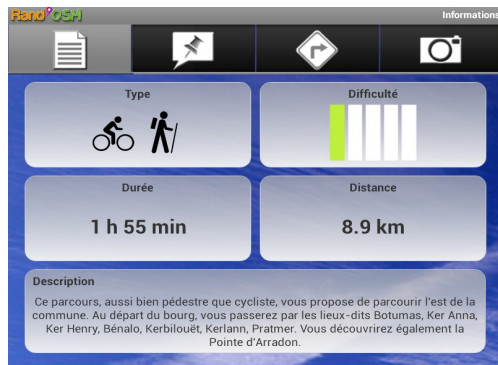 Rand'OSM
Informations
Type
Difficulté
Durée
Distance
1 h 55 min
8.9 km
Description
Ce parcours, aussi bien pédestre que cycliste, vous propose de parcourir l'est de la
commune. Au départ du bourg, vous passerez par les lieux-dits Botumas, Ker Anna,
Ker Henry, Bénalo, Kerbilouët, Kerlann, Pratmer. Vous découvrirez également la
Pointe d'Arradon.